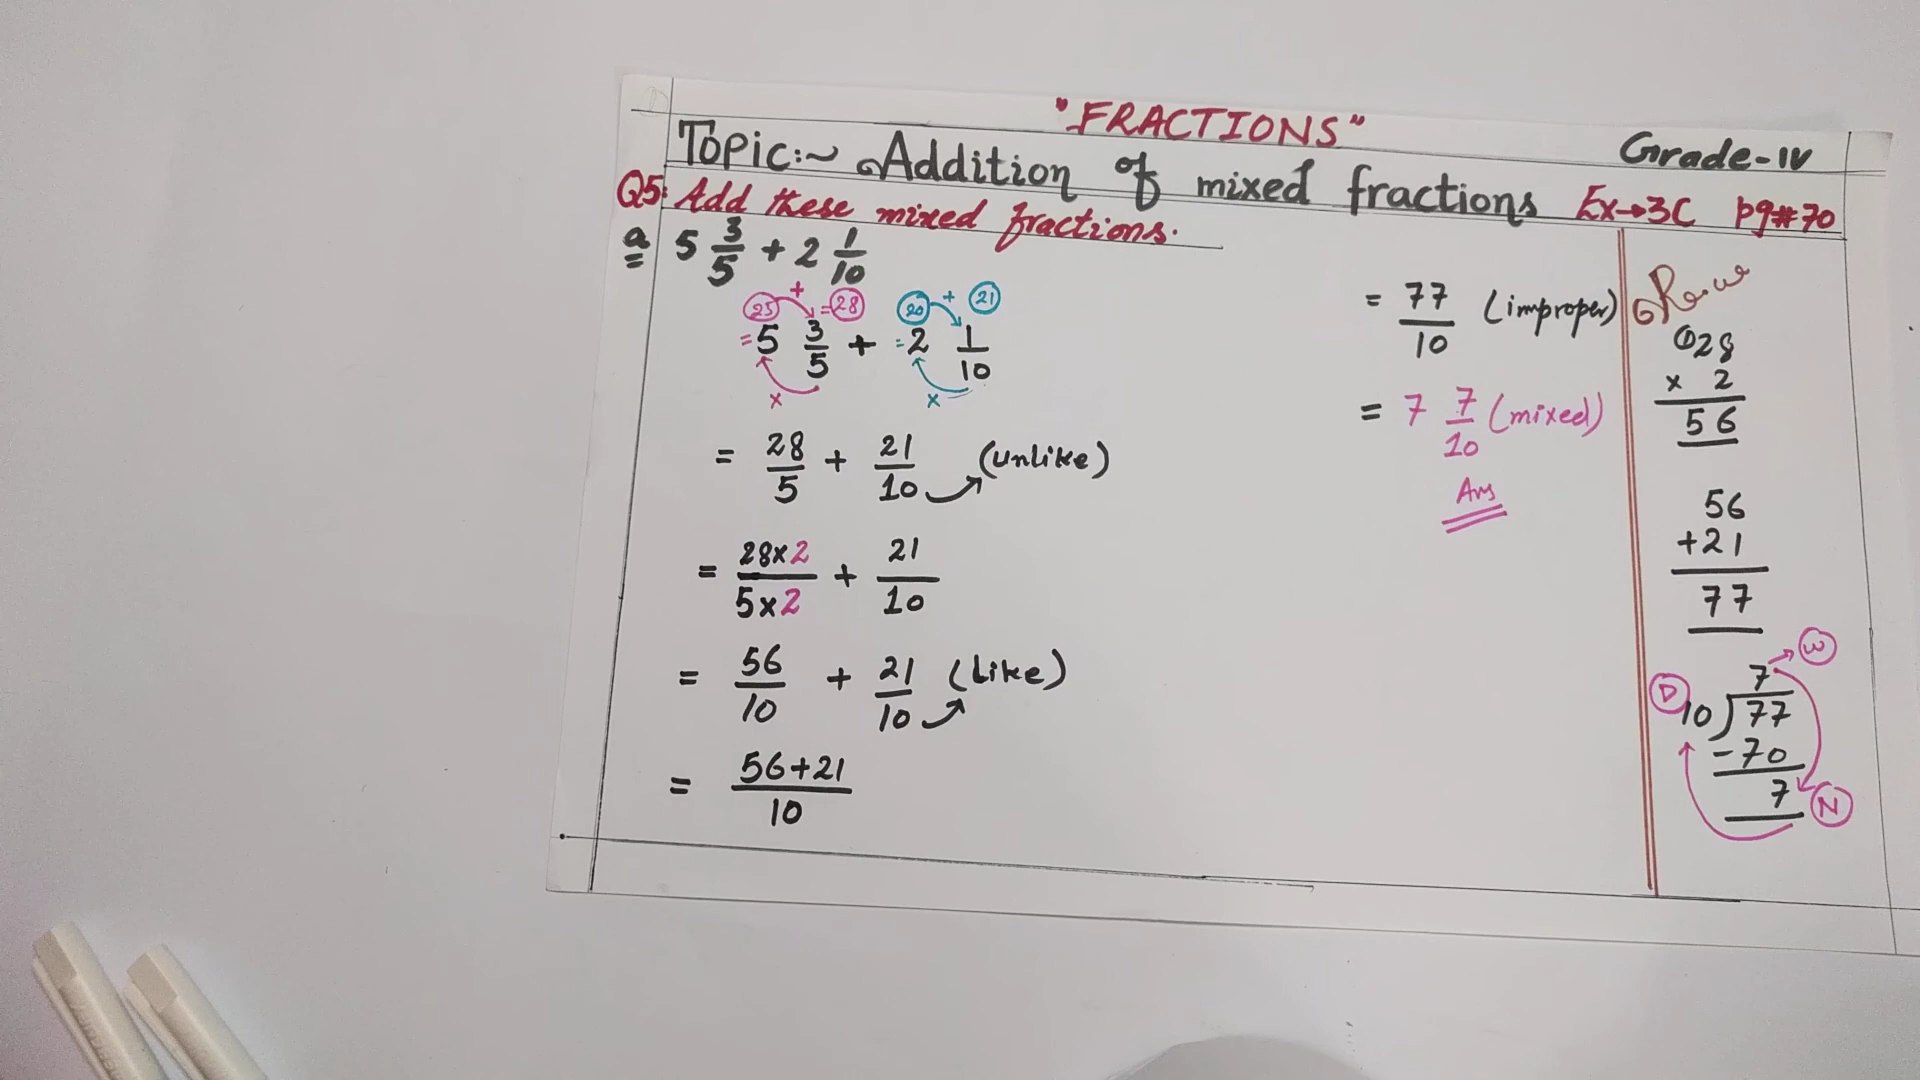 "FRACTIONS"
Topic:~ Addition of mixed fractions Grade-IV
Q5: Add these mixed fractions. Ex→3C pg#70
a 5 3/5 + 2 1/10
25 + = 28 20 + 21
= 5 3/5 + = 2 1/10
x x
= 28/5 + 21/10 (unlike)
= 28x2/5x2 + 21/10
= 56/10 + 21/10 (Like)
= 56+21/10
= 77/10 (improper)
= 7 7/10 (mixed)
Ans
① 28
x 2
56
56
+21
77
7 W
D 10 ) 77
-70
7 N